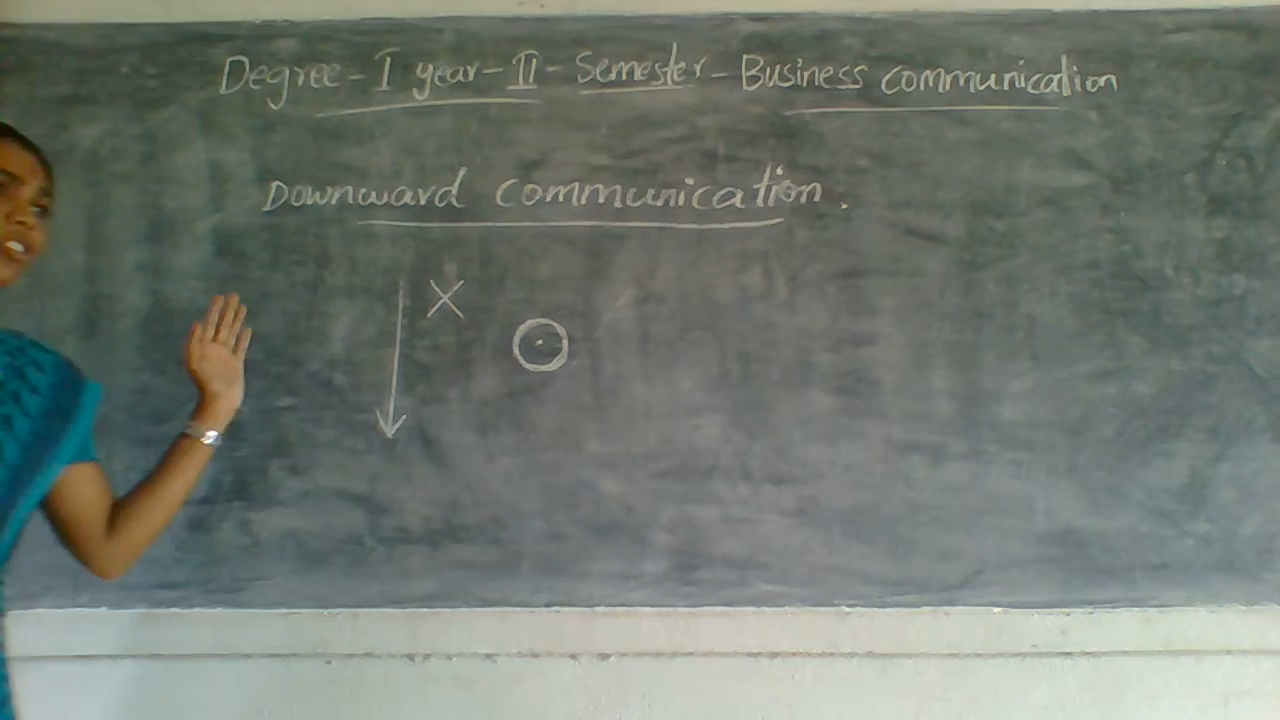 Degree - I year - II - Semester - Business communication
Downward communication.
X